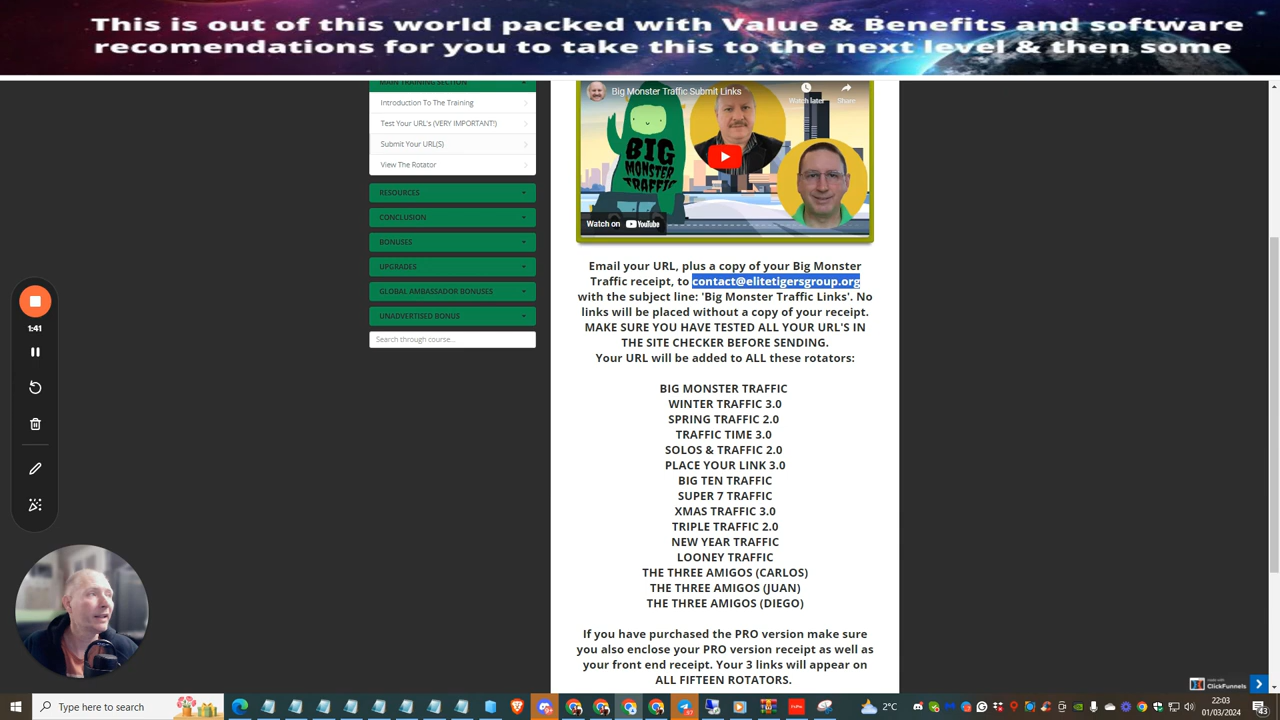 This is out of this world packed with Value & Benefits and software
recomendations for you to take this to the next level & then some
MAIN TRAINING SECTION
Introduction To The Training
Test Your URL's (VERY IMPORTANT!)
Submit Your URL(S)
View The Rotator
RESOURCES
CONCLUSION
BONUSES
UPGRADES
GLOBAL AMBASSADOR BONUSES
UNADVERTISED BONUS
Search through course...
Big Monster Traffic Submit Links
Watch later
Share
BIG
MONSTER
TRAFFIC
Watch on YouTube
Email your URL, plus a copy of your Big Monster
Traffic receipt, to contact@elitetigersgroup.org
with the subject line: 'Big Monster Traffic Links'. No
links will be placed without a copy of your receipt.
MAKE SURE YOU HAVE TESTED ALL YOUR URL'S IN
THE SITE CHECKER BEFORE SENDING.
Your URL will be added to ALL these rotators:
BIG MONSTER TRAFFIC
WINTER TRAFFIC 3.0
SPRING TRAFFIC 2.0
TRAFFIC TIME 3.0
SOLOS & TRAFFIC 2.0
PLACE YOUR LINK 3.0
BIG TEN TRAFFIC
SUPER 7 TRAFFIC
XMAS TRAFFIC 3.0
TRIPLE TRAFFIC 2.0
NEW YEAR TRAFFIC
LOONEY TRAFFIC
THE THREE AMIGOS (CARLOS)
THE THREE AMIGOS (JUAN)
THE THREE AMIGOS (DIEGO)
If you have purchased the PRO version make sure
you also enclose your PRO version receipt as well as
your front end receipt. Your 3 links will appear on
ALL FIFTEEN ROTATORS.
1:41
made with
ClickFunnels
Type here to search
2°C
22:03
01/03/2024